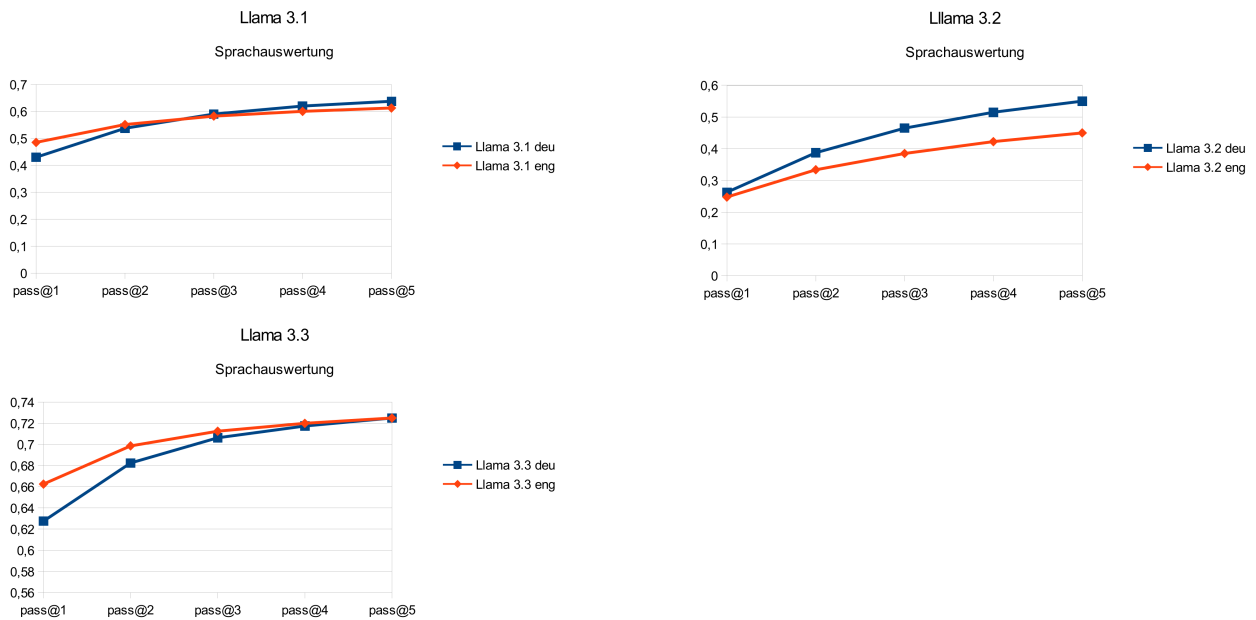 Llama 3.1
Sprachauswertung
0,7
0,6
0,5
0,4
0,3
0,2
0,1
0
pass@1 pass@2 pass@3 pass@4 pass@5
Llama 3.1 deu
Llama 3.1 eng
Lllama 3.2
Sprachauswertung
0,6
0,5
0,4
0,3
0,2
0,1
0
pass@1 pass@2 pass@3 pass@4 pass@5
Llama 3.2 deu
Llama 3.2 eng
Llama 3.3
Sprachauswertung
0,74
0,72
0,7
0,68
0,66
0,64
0,62
0,6
0,58
0,56
pass@1 pass@2 pass@3 pass@4 pass@5
Llama 3.3 deu
Llama 3.3 eng